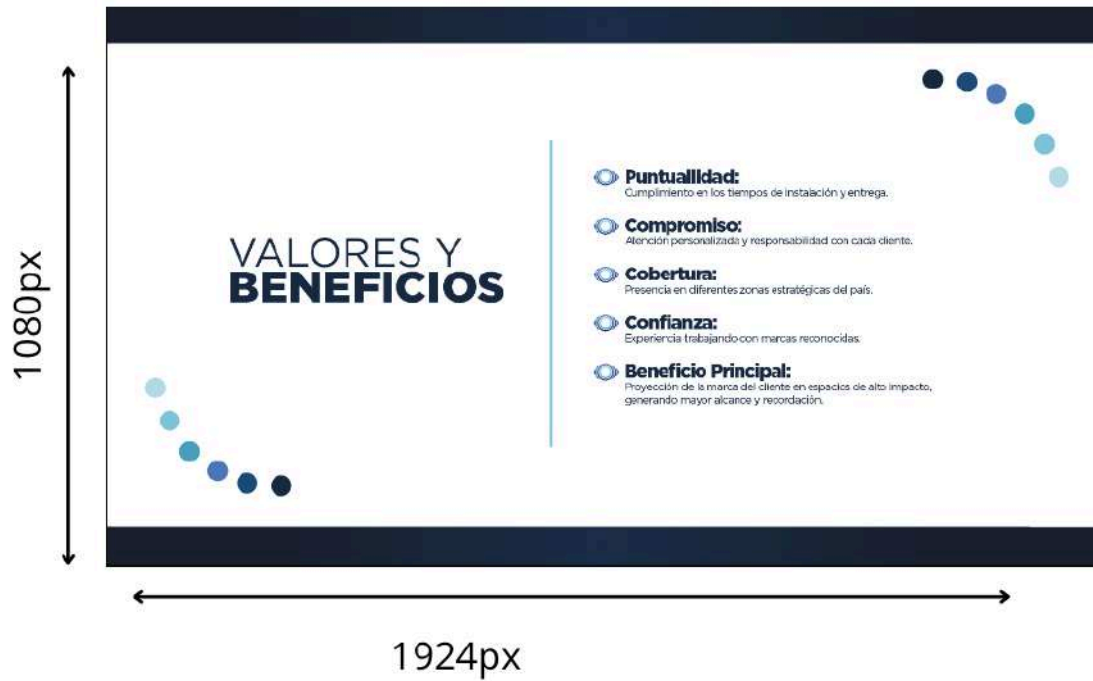 1080px
VALORES Y
BENEFICIOS
Puntuallidad:
Cumplimiento en los tiempos de instalación y entrega.
Compromiso:
Atención personalizada y responsabilidad con cada cliente.
Cobertura:
Presencia en diferentes zonas estratégicas del país.
Confianza:
Experiencia trabajando con marcas reconocidas.
Beneficio Principal:
Proyección de la marca del cliente en espacios de alto impacto,
generando mayor alcance y recordación.
1924px